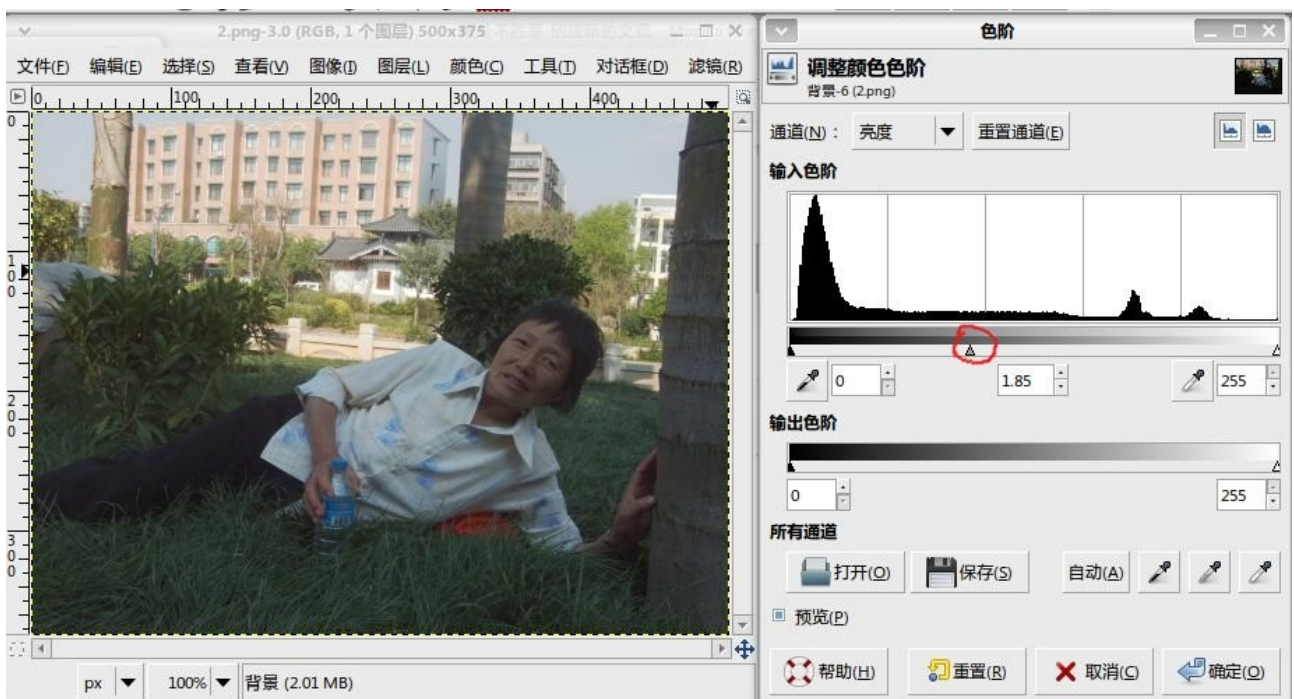 2.png-3.0 (RGB, 1 个图层) 500x375
文件(F) 编辑(E) 选择(S) 查看(V) 图像(I) 图层(L) 颜色(C) 工具(T) 对话框(D) 滤镜(R)
0 100 200 300 400
0
100
200
300
px 100% 背景 (2.01 MB)
色阶
调整颜色色阶
背景-6 (2.png)
通道(N)： 亮度 重置通道(E)
输入色阶
0 1.85 255
输出色阶
0 255
所有通道
打开(O) 保存(S) 自动(A)
预览(P)
帮助(H) 重置(R) 取消(C) 确定(O)